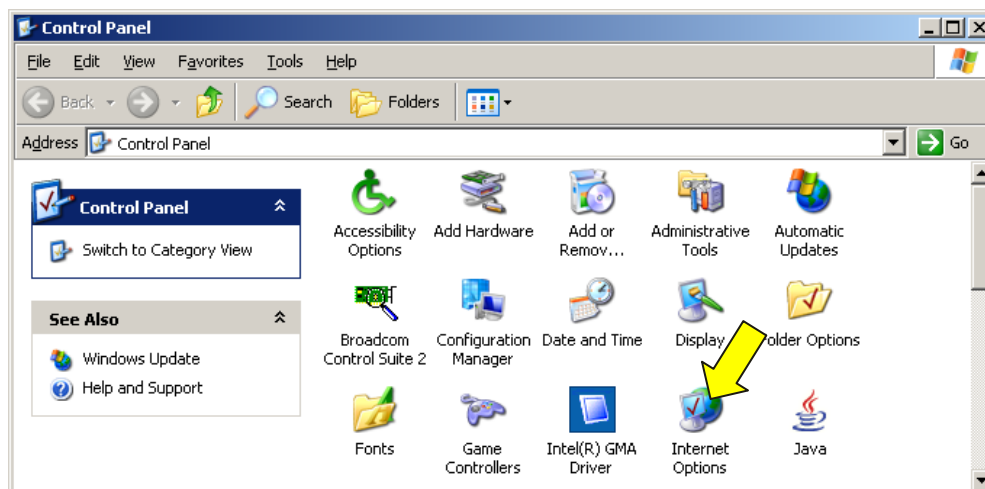 Control Panel
File Edit View Favorites Tools Help
Back Search Folders
Address Control Panel Go
Control Panel
Switch to Category View
See Also
Windows Update
Help and Support
Accessibility Options
Add Hardware
Add or Remov...
Administrative Tools
Automatic Updates
Broadcom Control Suite 2
Configuration Manager
Date and Time
Display
Folder Options
Fonts
Game Controllers
Intel(R) GMA Driver
Internet Options
Java